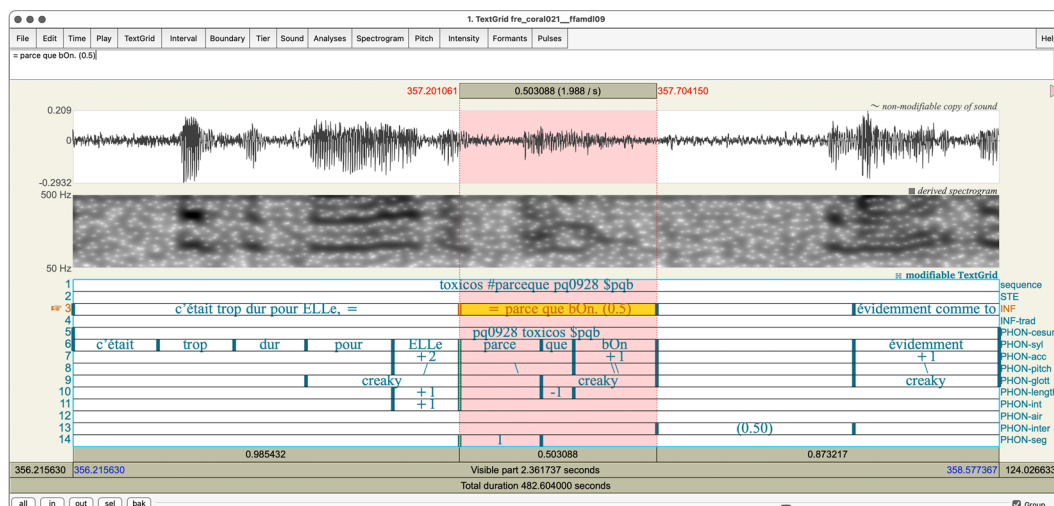 1. TextGrid fre_coral021__ffamdl09
File Edit Time Play TextGrid Interval Boundary Tier Sound Analyses Spectrogram Pitch Intensity Formants Pulses Hel
= parce que bOn. (0.5)
357.201061 0.503088 (1.988 / s) 357.704150
~ non-modifiable copy of sound
0.209
0
-0.2932
derived spectrogram
500 Hz
50 Hz
modifiable TextGrid
1 toxicos #parceque pq0928 $pqb sequence
2 STE
3 c'était trop dur pour ELLe, = = parce que bOn. (0.5) évidemment comme to INF
4 INF-trad
5 pq0928 toxicos $pqb PHON-cesur
6 c'était trop dur pour ELLe parce que bOn évidemment PHON-syl
7 +2 +1 +1 PHON-acc
8 / \ \\ \ PHON-pitch
9 creaky creaky creaky PHON-glott
10 +1 -1 PHON-length
11 +1 PHON-int
12 PHON-air
13 (0.50) PHON-inter
14 l PHON-seg
0.985432 0.503088 0.873217
356.215630 356.215630 Visible part 2.361737 seconds 358.577367 124.026633
Total duration 482.604000 seconds
all in out sel bak Group